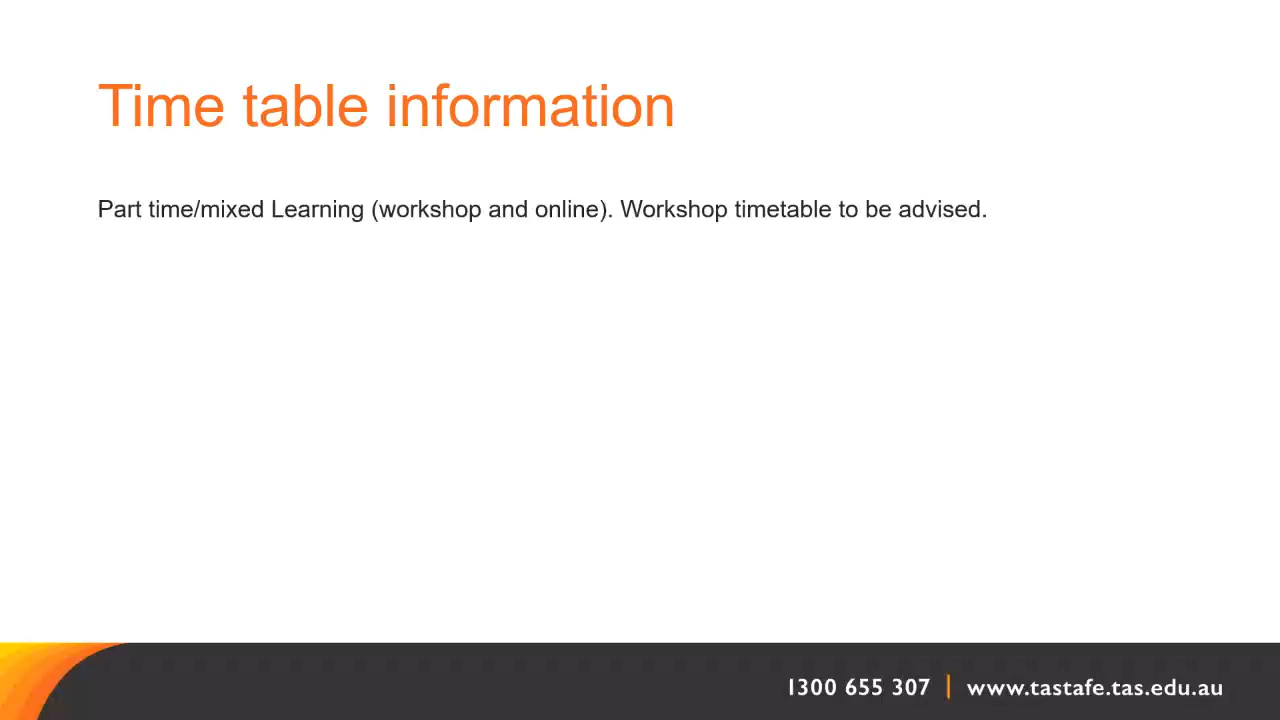 Time table information
Part time/mixed Learning (workshop and online). Workshop timetable to be advised.
1300 655 307 | www.tastafe.tas.edu.au